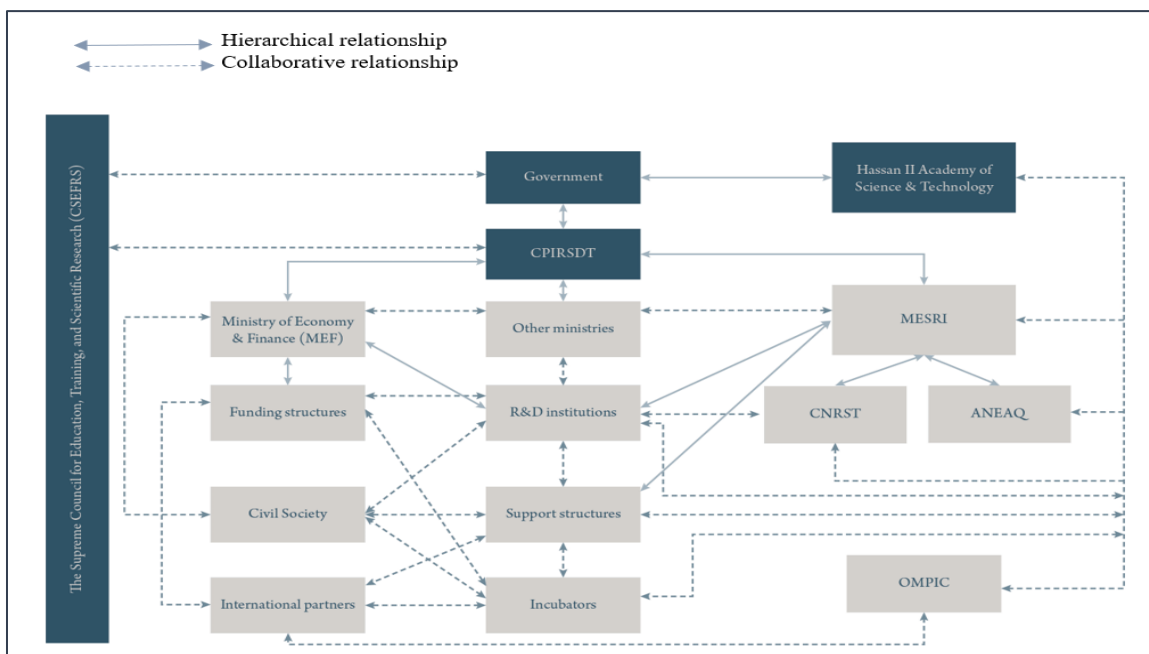 Hierarchical relationship
Collaborative relationship
The Supreme Council for Education, Training, and Scientific Research (CSEFRS)
Government
Hassan II Academy of
Science & Technology
CPIRSDT
Ministry of Economy
& Finance (MEF)
Other ministries
MESRI
Funding structures
R&D institutions
CNRST
ANEAQ
Civil Society
Support structures
International partners
Incubators
OMPIC